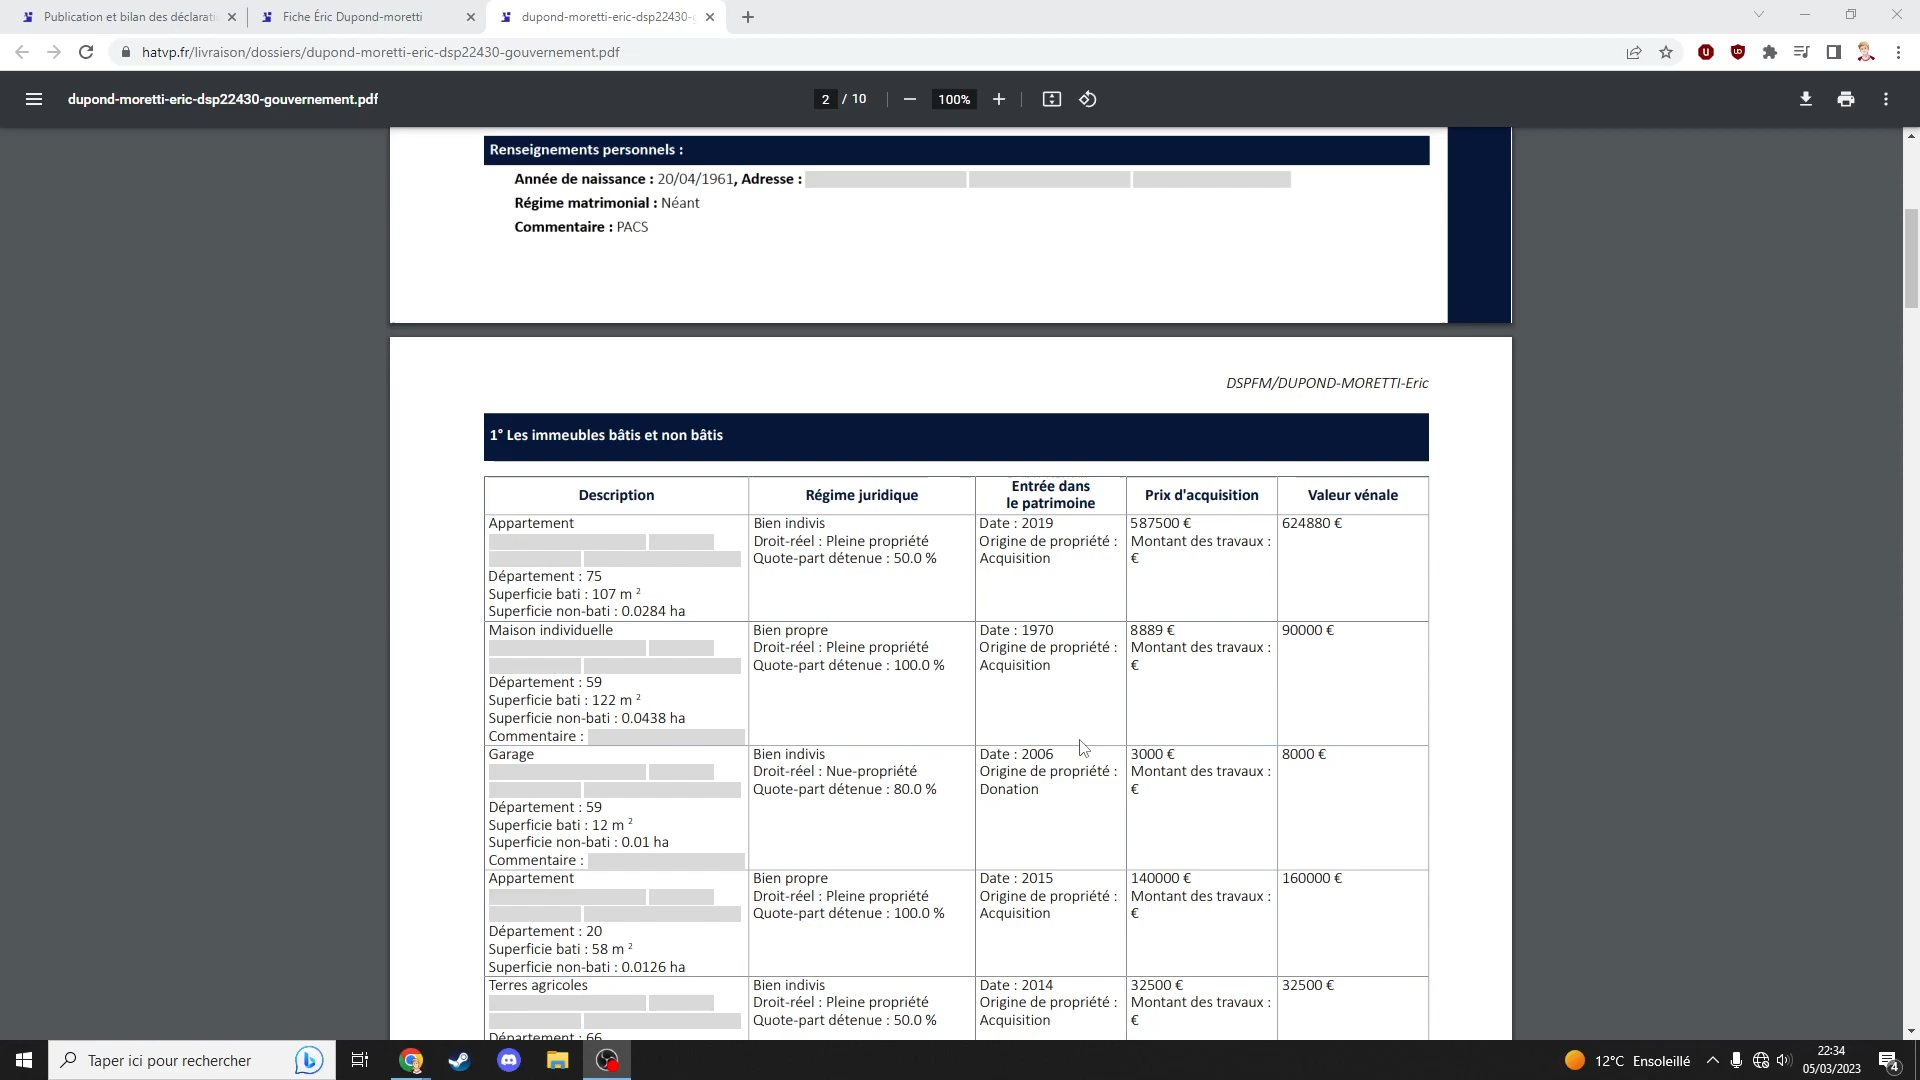 Publication et bilan des déclarati
Fiche Éric Dupond-moretti
dupond-moretti-eric-dsp22430-g
hatvp.fr/livraison/dossiers/dupond-moretti-eric-dsp22430-gouvernement.pdf
dupond-moretti-eric-dsp22430-gouvernement.pdf
2 / 10
100%
Renseignements personnels :
Année de naissance : 20/04/1961, Adresse :
Régime matrimonial : Néant
Commentaire : PACS
DSPFM/DUPOND-MORETTI-Eric
1° Les immeubles bâtis et non bâtis
Description
Régime juridique
Entrée dans
le patrimoine
Prix d'acquisition
Valeur vénale
Appartement
Département : 75
Superficie bati : 107 m ²
Superficie non-bati : 0.0284 ha
Bien indivis
Droit-réel : Pleine propriété
Quote-part détenue : 50.0 %
Date : 2019
Origine de propriété :
Acquisition
587500 €
Montant des travaux :
€
624880 €
Maison individuelle
Département : 59
Superficie bati : 122 m ²
Superficie non-bati : 0.0438 ha
Commentaire :
Bien propre
Droit-réel : Pleine propriété
Quote-part détenue : 100.0 %
Date : 1970
Origine de propriété :
Acquisition
8889 €
Montant des travaux :
€
90000 €
Garage
Département : 59
Superficie bati : 12 m ²
Superficie non-bati : 0.01 ha
Commentaire :
Bien indivis
Droit-réel : Nue-propriété
Quote-part détenue : 80.0 %
Date : 2006
Origine de propriété :
Donation
3000 €
Montant des travaux :
€
8000 €
Appartement
Département : 20
Superficie bati : 58 m ²
Superficie non-bati : 0.0126 ha
Bien propre
Droit-réel : Pleine propriété
Quote-part détenue : 100.0 %
Date : 2015
Origine de propriété :
Acquisition
140000 €
Montant des travaux :
€
160000 €
Terres agricoles
Département : 66
Bien indivis
Droit-réel : Pleine propriété
Quote-part détenue : 50.0 %
Date : 2014
Origine de propriété :
Acquisition
32500 €
Montant des travaux :
€
32500 €
Taper ici pour rechercher
12°C Ensoleillé
22:34
05/03/2023
4